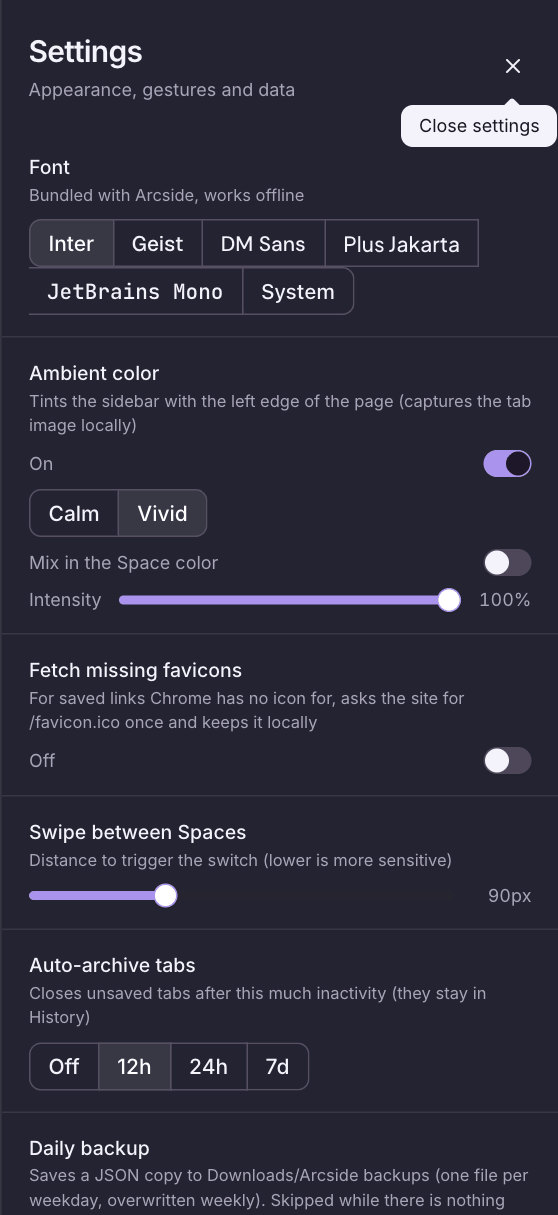 Settings
Appearance, gestures and data
Close settings
Font
Bundled with Arcside, works offline
Inter Geist DM Sans Plus Jakarta
JetBrains Mono System
Ambient color
Tints the sidebar with the left edge of the page (captures the tab
image locally)
On
Calm Vivid
Mix in the Space color
Intensity 100%
Fetch missing favicons
For saved links Chrome has no icon for, asks the site for
/favicon.ico once and keeps it locally
Off
Swipe between Spaces
Distance to trigger the switch (lower is more sensitive)
90px
Auto-archive tabs
Closes unsaved tabs after this much inactivity (they stay in
History)
Off 12h 24h 7d
Daily backup
Saves a JSON copy to Downloads/Arcside backups (one file per
weekday, overwritten weekly). Skipped while there is nothing